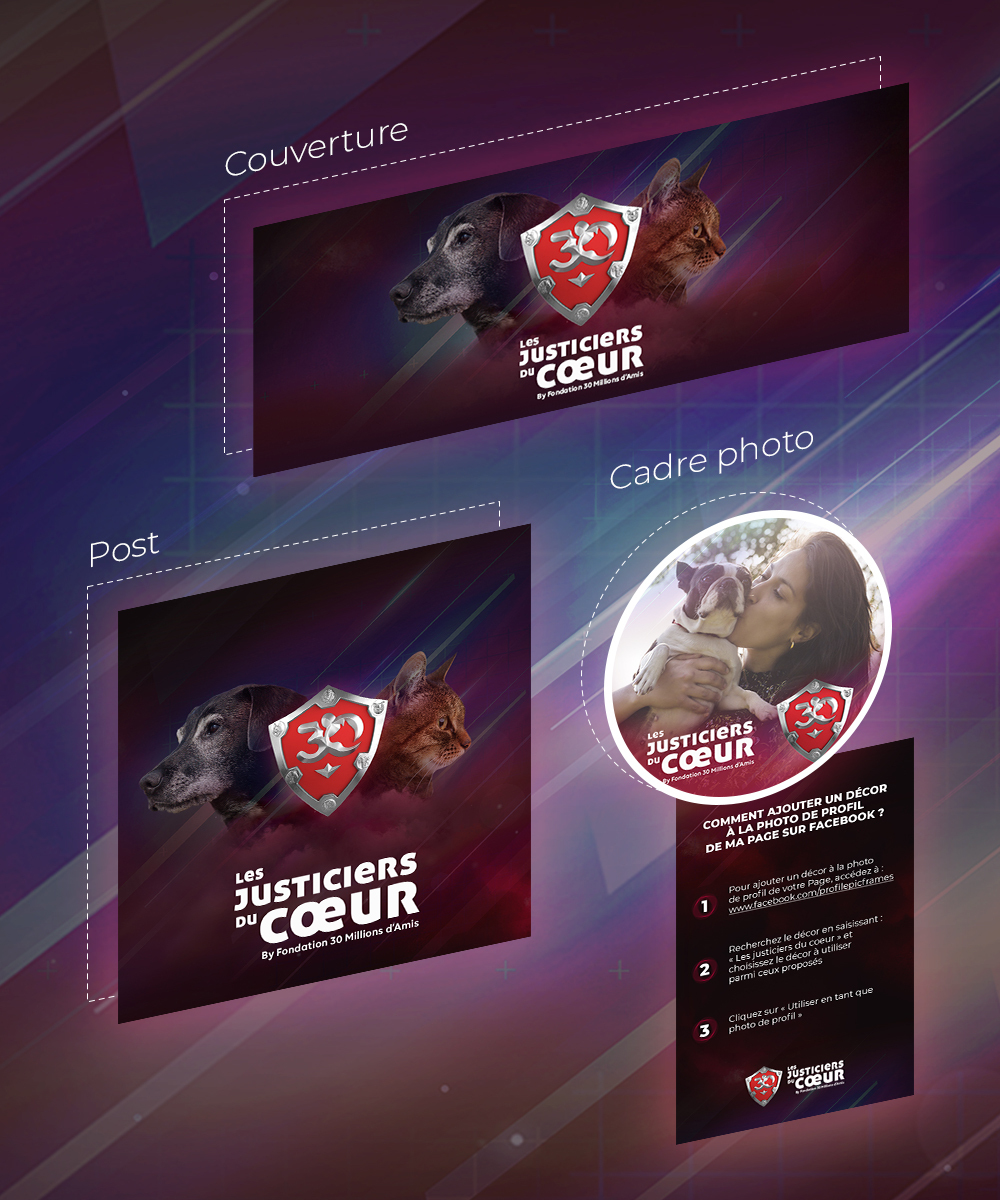 Couverture
30
LES
JUSTICIERS
DU CŒUR
By Fondation 30 Millions d'Amis
Cadre photo
Post
30
LES
JUSTICIERS
DU CŒUR
By Fondation 30 Millions d'Amis
30
LES
JUSTICIERS
DU CŒUR
By Fondation 30 Millions d'Amis
COMMENT AJOUTER UN DÉCOR
À LA PHOTO DE PROFIL
DE MA PAGE SUR FACEBOOK ?
1
Pour ajouter un décor à la photo
de profil de votre Page, accédez à :
www.facebook.com/profilepicframes
2
Recherchez le décor en saisissant :
« Les justiciers du coeur » et
choisissez le décor à utiliser
parmi ceux proposés
3
Cliquez sur « Utiliser en tant que
photo de profil »
30
LES
JUSTICIERS
DU CŒUR
By Fondation 30 Millions d'Amis